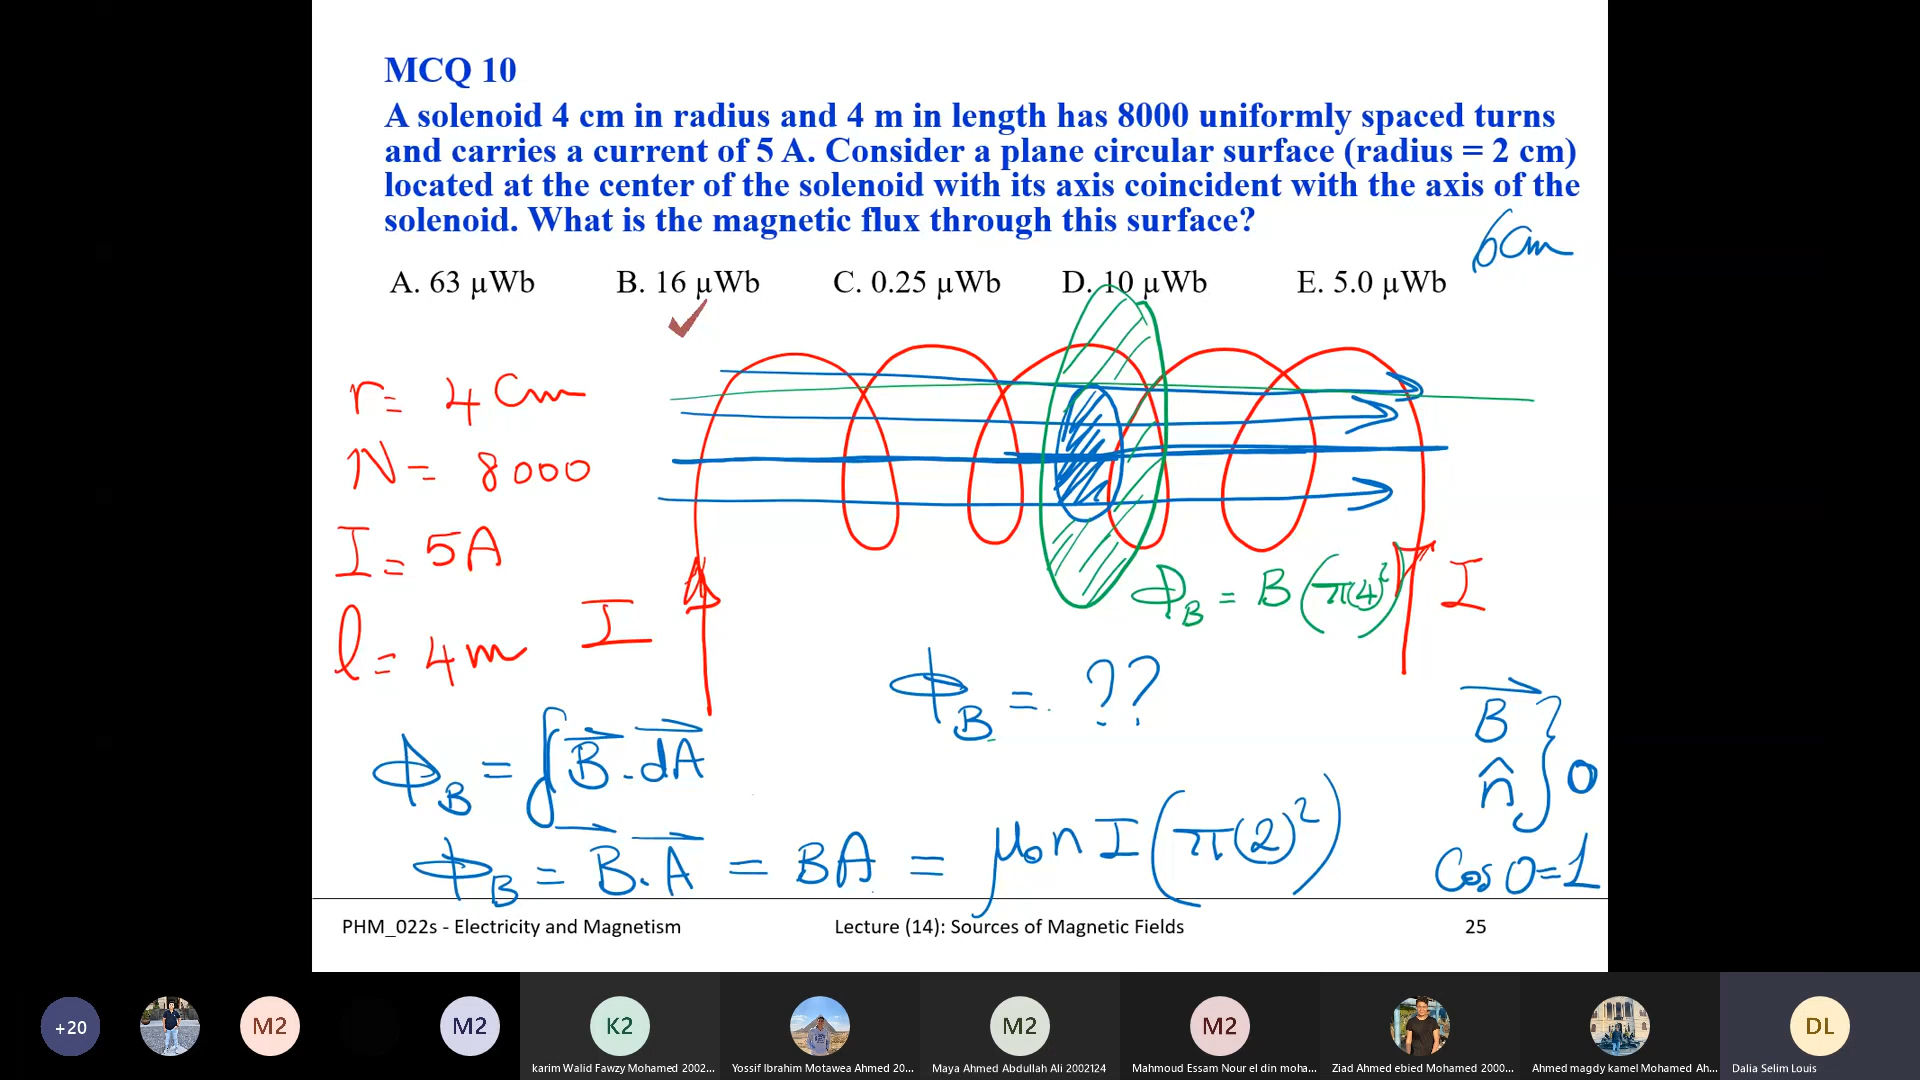 MCQ 10
A solenoid 4 cm in radius and 4 m in length has 8000 uniformly spaced turns
and carries a current of 5 A. Consider a plane circular surface (radius = 2 cm)
located at the center of the solenoid with its axis coincident with the axis of the
solenoid. What is the magnetic flux through this surface?
6cm
A. 63 µWb B. 16 µWb C. 0.25 µWb D. 10 µWb E. 5.0 µWb
r= 4 Cm
N= 8000
I= 5A
l= 4m
I
Φ_B = B(π(4)²)
I
Φ_B = ??
B⃗
n̂ } 0
Φ_B = ∫B⃗.dA⃗
Φ_B = B⃗.A⃗ = BA = μ₀nI(π(2)²)
Cos 0=1
PHM_022s - Electricity and Magnetism Lecture (14): Sources of Magnetic Fields 25
+20 M2 M2 K2 M2 M2 DL
karim Walid Fawzy Mohamed 2002... Yossif Ibrahim Motawea Ahmed 20... Maya Ahmed Abdullah Ali 2002124 Mahmoud Essam Nour el din moha... Ziad Ahmed ebied Mohamed 2000... Ahmed magdy kamel Mohamed Ah... Dalia Selim Louis